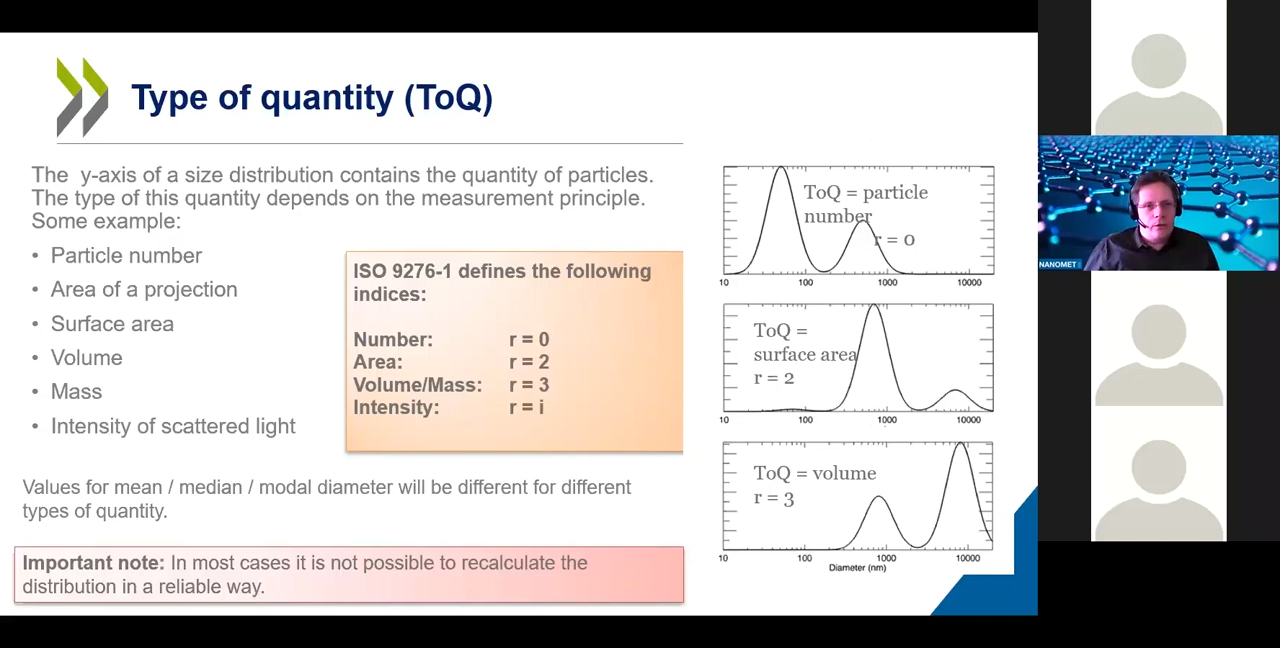 Type of quantity (ToQ)
The y-axis of a size distribution contains the quantity of particles.
The type of this quantity depends on the measurement principle.
Some example:
• Particle number
• Area of a projection
• Surface area
• Volume
• Mass
• Intensity of scattered light
ISO 9276-1 defines the following
indices:
Number: r = 0
Area: r = 2
Volume/Mass: r = 3
Intensity: r = i
Values for mean / median / modal diameter will be different for different
types of quantity.
Important note: In most cases it is not possible to recalculate the
distribution in a reliable way.
ToQ = particle
number
r = 0
10 100 1000 10000
ToQ =
surface area
r = 2
10 100 1000 10000
ToQ = volume
r = 3
10 100 1000 10000
Diameter (nm)
NANOMET